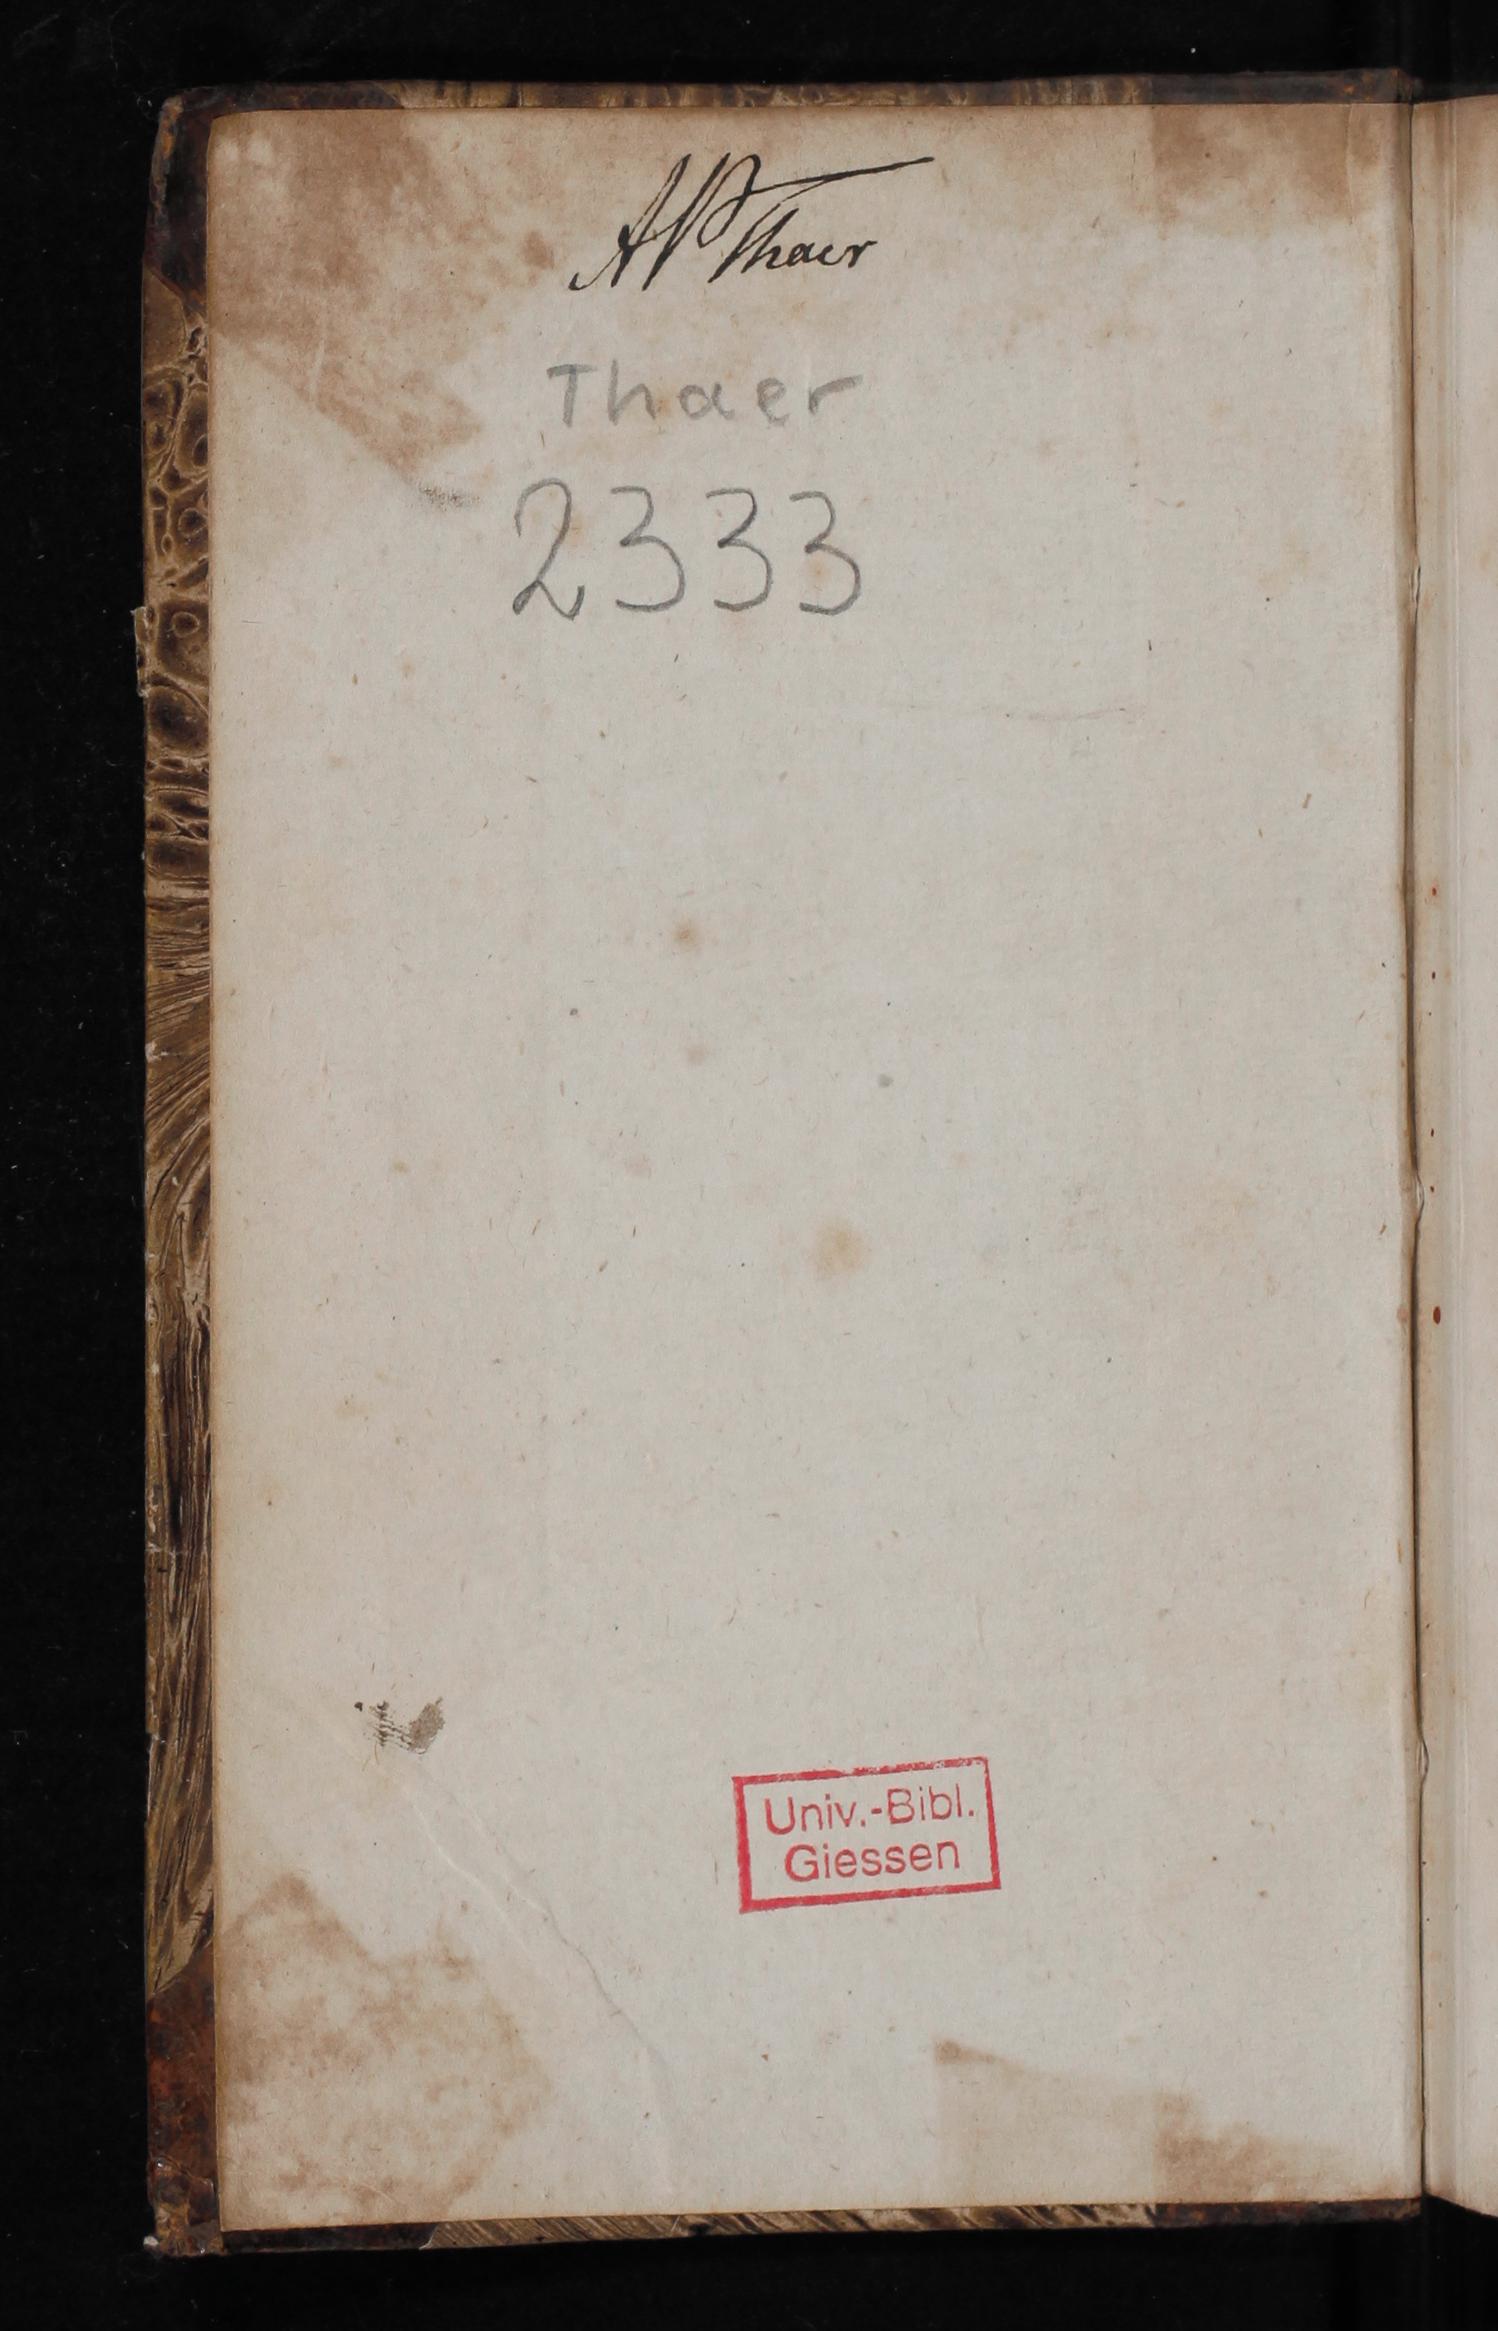 AP Thaer
Thaer
2333
Univ.-Bibl.
Giessen